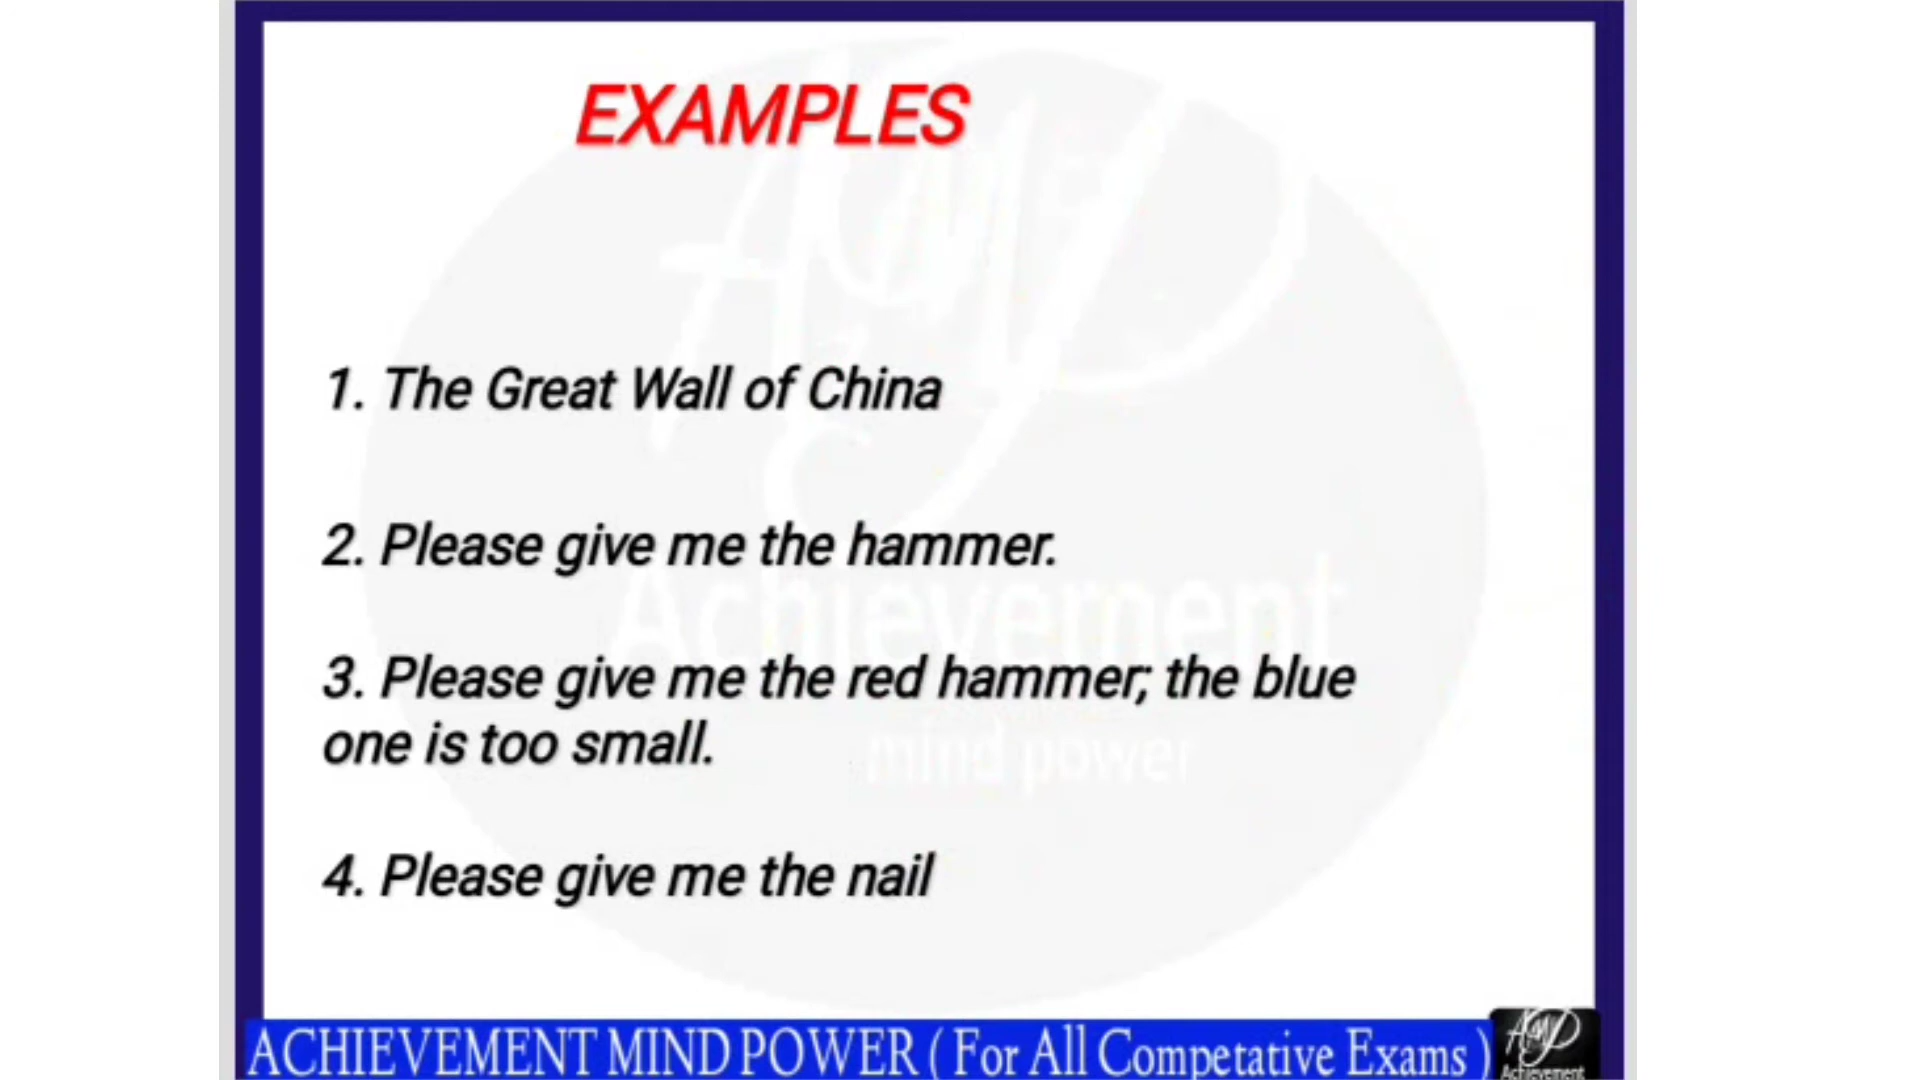 EXAMPLES
1. The Great Wall of China
2. Please give me the hammer.
3. Please give me the red hammer; the blue
one is too small.
4. Please give me the nail
Achievement
mind power
ACHIEVEMENT MIND POWER ( For All Competative Exams )
AMP
Achievement